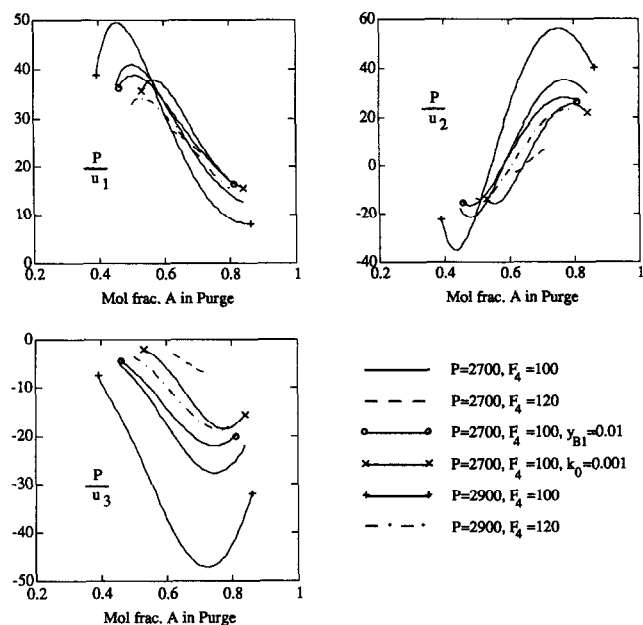 50
40
30
20
10
0
P
u1
0.2
0.4
0.6
0.8
1
Mol frac. A in Purge
60
40
20
0
-20
-40
P
u2
0.2
0.4
0.6
0.8
1
Mol frac. A in Purge
0
-10
-20
-30
-40
-50
P
u3
0.2
0.4
0.6
0.8
1
Mol frac. A in Purge
P=2700, F4 =100
P=2700, F4 =120
P=2700, F4 =100, yB1=0.01
P=2700, F4 =100, k0=0.001
P=2900, F4 =100
P=2900, F4 =120